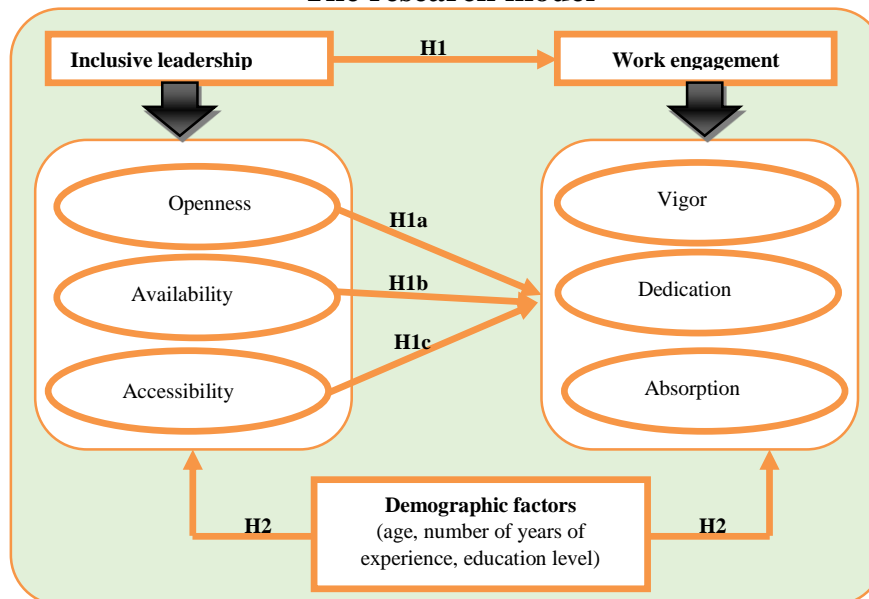 Inclusive leadership
H1
Work engagement
Openness
H1a
Vigor
Availability
H1b
Dedication
H1c
Accessibility
Absorption
Demographic factors
(age, number of years of
experience, education level)
H2
H2